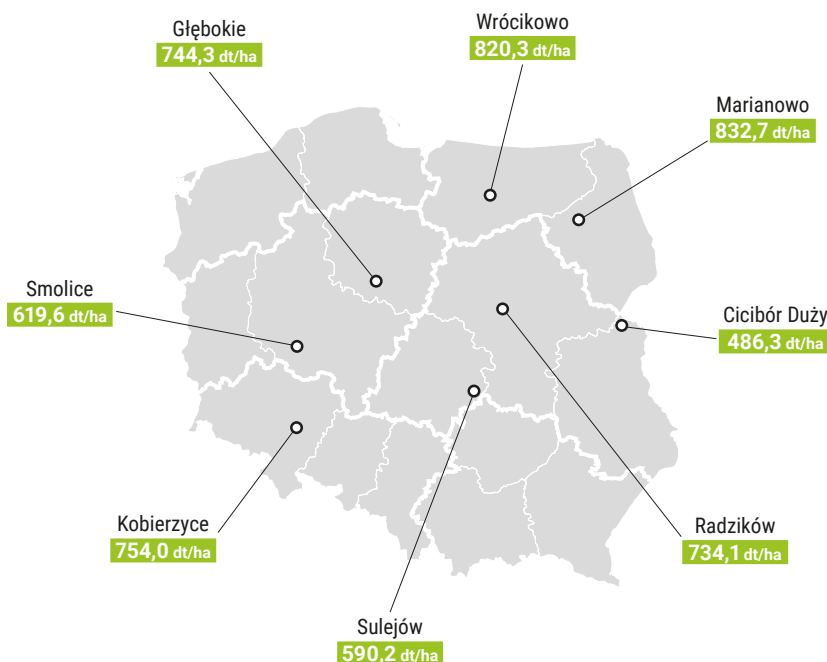 Głębokie
744,3 dt/ha
Wrócikowo
820,3 dt/ha
Marianowo
832,7 dt/ha
Smolice
619,6 dt/ha
Cicibór Duży
486,3 dt/ha
Kobierzyce
754,0 dt/ha
Radzików
734,1 dt/ha
Sulejów
590,2 dt/ha